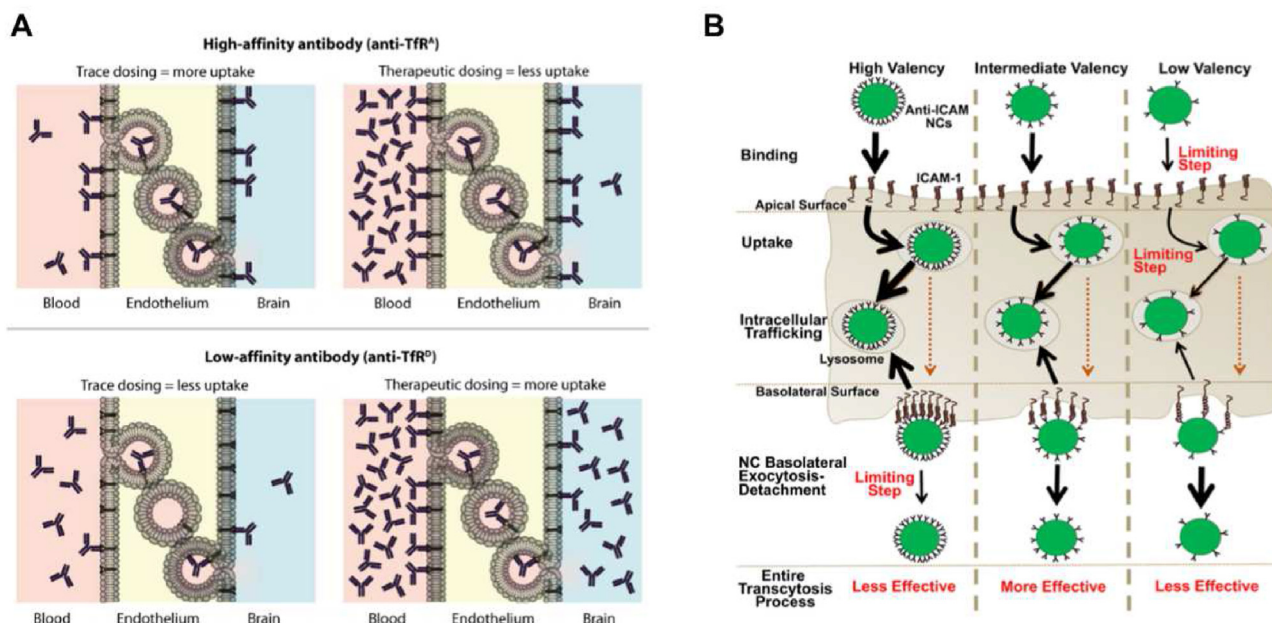 A
High-affinity antibody (anti-TfRᴬ)
Trace dosing = more uptake
Therapeutic dosing = less uptake
Blood Endothelium Brain
Blood Endothelium Brain
Low-affinity antibody (anti-TfRᴰ)
Trace dosing = less uptake
Therapeutic dosing = more uptake
Blood Endothelium Brain
Blood Endothelium Brain
B
High Valency
Intermediate Valency
Low Valency
Anti-ICAM
NCs
Binding
Limiting
Step
ICAM-1
Apical Surface
Uptake
Limiting
Step
Intracellular
Trafficking
Lysosome
Basolateral Surface
NC Basolateral
Exocytosis-
Detachment
Limiting
Step
Entire
Transcytosis
Process
Less Effective
More Effective
Less Effective